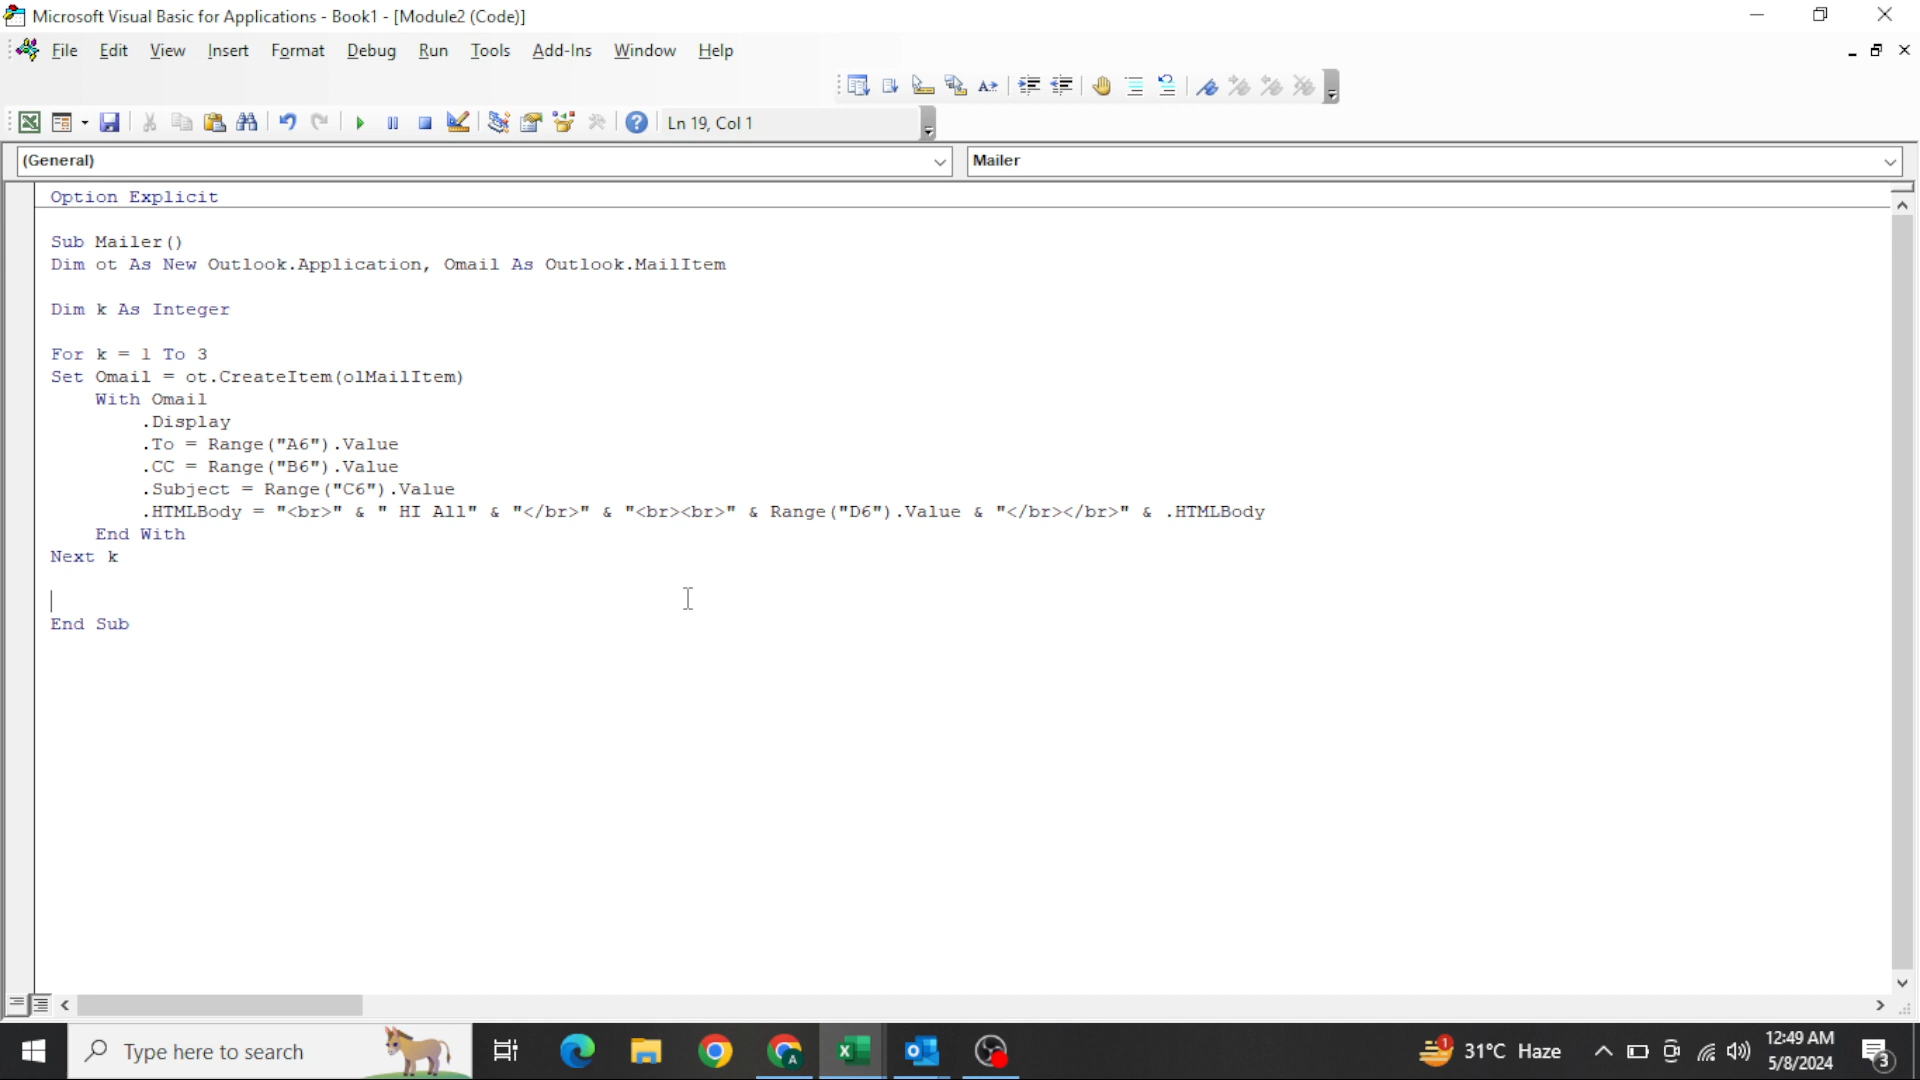 Microsoft Visual Basic for Applications - Book1 - [Module2 (Code)]
File Edit View Insert Format Debug Run Tools Add-Ins Window Help
Ln 19, Col 1
(General) Mailer
Option Explicit
Sub Mailer()
Dim ot As New Outlook.Application, Omail As Outlook.MailItem
Dim k As Integer
For k = 1 To 3
Set Omail = ot.CreateItem(olMailItem)
With Omail
.Display
.To = Range("A6").Value
.CC = Range("B6").Value
.Subject = Range("C6").Value
.HTMLBody = "<br>" & " HI All" & "</br>" & "<br><br>" & Range("D6").Value & "</br></br>" & .HTMLBody
End With
Next k
End Sub
Type here to search
1 31°C Haze
12:49 AM
5/8/2024
3